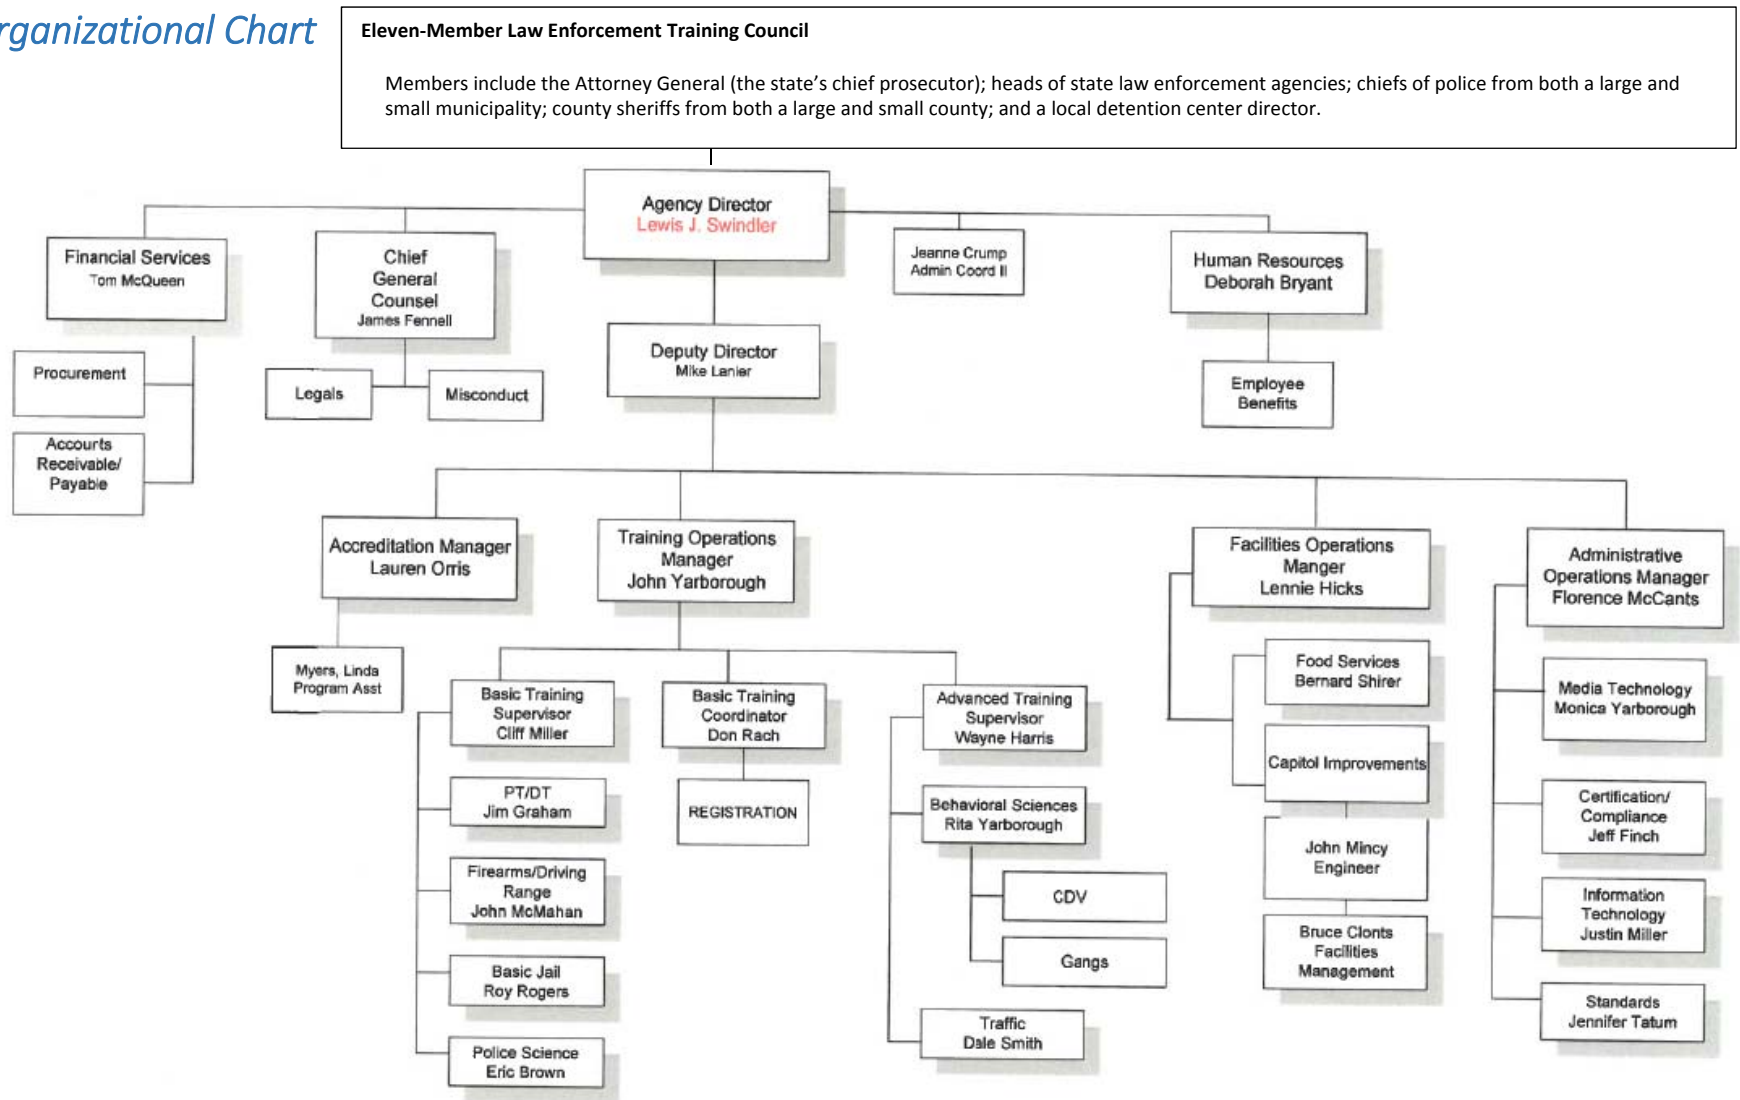 rganizational Chart
Eleven-Member Law Enforcement Training Council
Members include the Attorney General (the state’s chief prosecutor); heads of state law enforcement agencies; chiefs of police from both a large and
small municipality; county sheriffs from both a large and small county; and a local detention center director.
Agency Director
Lewis J. Swindler
Financial Services
Tom McQueen
Chief
General
Counsel
James Fennell
Jeanne Crump
Admin Coord II
Human Resources
Deborah Bryant
Procurement
Accourts
Receivable/
Payable
Legals
Misconduct
Deputy Director
Mike Lanier
Employee
Benefits
Accreditation Manager
Lauren Orris
Training Operations
Manager
John Yarborough
Facilities Operations
Manger
Lennie Hicks
Administrative
Operations Manager
Florence McCants
Myers, Linda
Program Asst
Basic Training
Supervisor
Cliff Miller
Basic Training
Coordinator
Don Rach
Advanced Training
Supervisor
Wayne Harris
Food Services
Bernard Shirer
Media Technology
Monica Yarborough
PT/DT
Jim Graham
REGISTRATION
Behavioral Sciences
Rita Yarborough
Capitol Improvements
Certification/
Compliance
Jeff Finch
Firearms/Driving
Range
John McMahan
CDV
John Mincy
Engineer
Information
Technology
Justin Miller
Basic Jail
Roy Rogers
Gangs
Bruce Clonts
Facilities
Management
Standards
Jennifer Tatum
Police Science
Eric Brown
Traffic
Dale Smith